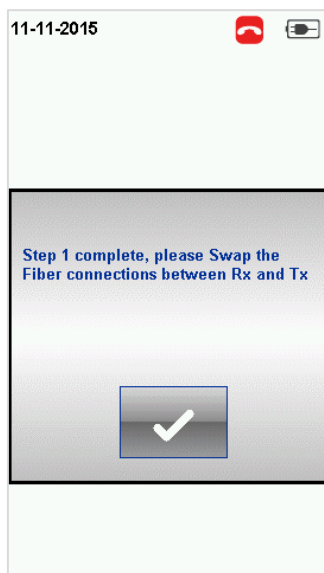 11-11-2015
Step 1 complete, please Swap the
Fiber connections between Rx and Tx